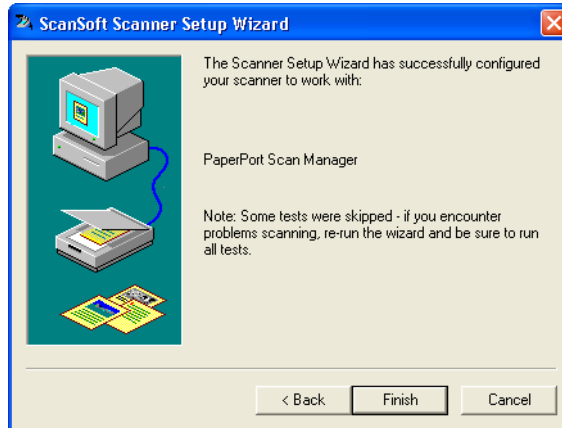 ScanSoft Scanner Setup Wizard
The Scanner Setup Wizard has successfully configured
your scanner to work with:
PaperPort Scan Manager
Note: Some tests were skipped - if you encounter
problems scanning, re-run the wizard and be sure to run
all tests.
< Back
Finish
Cancel